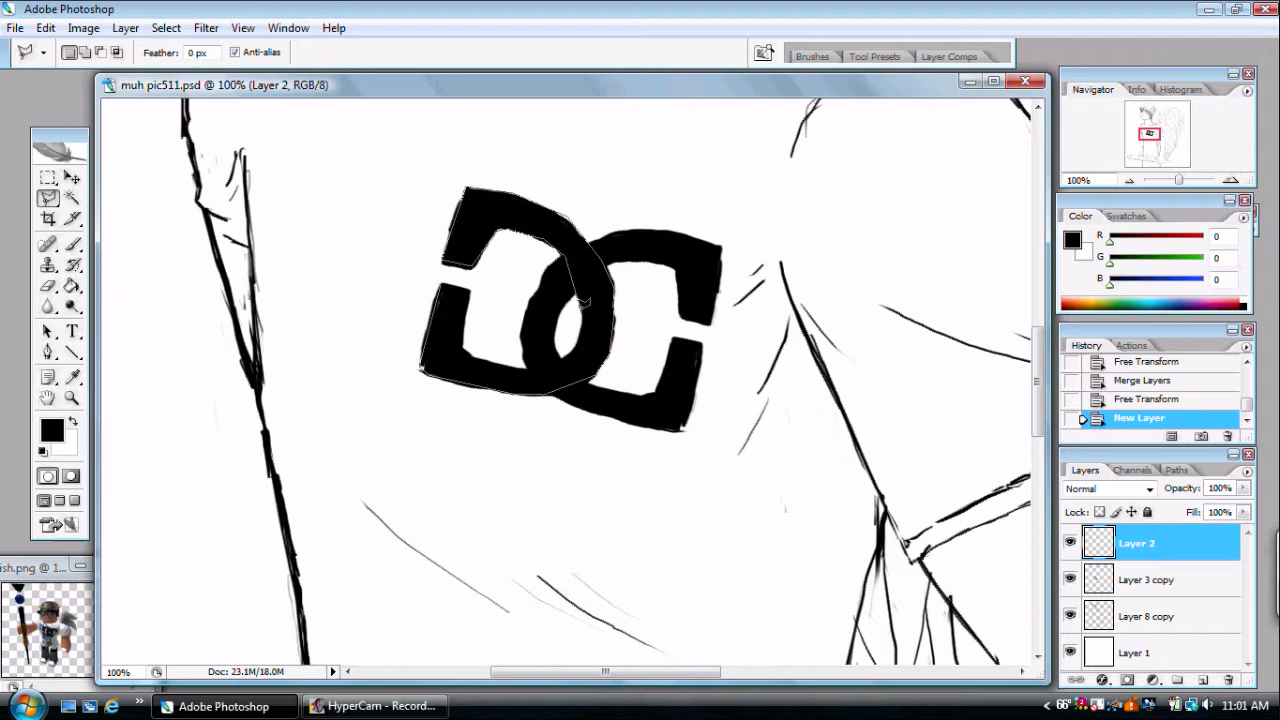 Adobe Photoshop
File Edit Image Layer Select Filter View Window Help
Feather: 0 px Anti-alias Brushes Tool Presets Layer Comps
muh pic511.psd @ 100% (Layer 2, RGB/8)
Navigator Info Histogram
100%
Color Swatches
R 0
G 0
B 0
History Actions
Free Transform
Merge Layers
Free Transform
New Layer
Layers Channels Paths
Normal Opacity: 100%
Lock: Fill: 100%
Layer 2
Layer 3 copy
Layer 8 copy
Layer 1
ish.png @ 1...
100% Doc: 23.1M/18.0M
Adobe Photoshop HyperCam - Record... 66° 11:01 AM